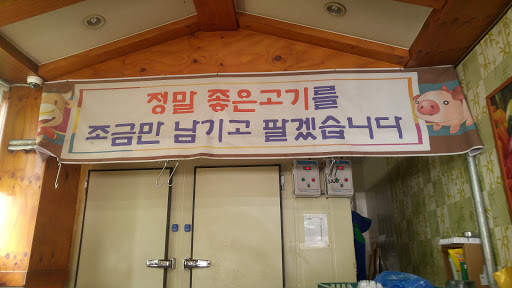 정말 좋은고기를
조금만 남기고 팔겠습니다